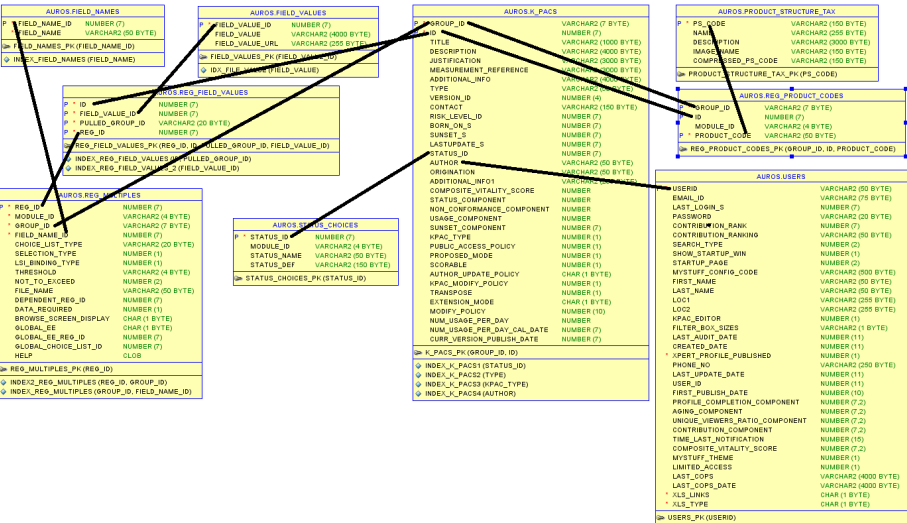 AUROS.FIELD_NAMES
P * FIELD_NAME_ID NUMBER (7)
* FIELD_NAME VARCHAR2 (50 BYTE)
FIELD_NAMES_PK (FIELD_NAME_ID)
INDEX_FIELD_NAMES (FIELD_NAME)
AUROS.FIELD_VALUES
P * FIELD_VALUE_ID NUMBER (7)
FIELD_VALUE VARCHAR2 (4000 BYTE)
FIELD_VALUE_URL VARCHAR2 (255 BYTE)
FIELD_VALUES_PK (FIELD_VALUE_ID)
IDX_FILE_VALUE (FIELD_VALUE)
AUROS.REG_FIELD_VALUES
P * ID NUMBER (7)
P * FIELD_VALUE_ID NUMBER (7)
P * PULLED_GROUP_ID VARCHAR2 (20 BYTE)
P * REG_ID NUMBER (7)
REG_FIELD_VALUES_PK (REG_ID, ID, PULLED_GROUP_ID, FIELD_VALUE_ID)
INDEX_REG_FIELD_VALUES (ID, PULLED_GROUP_ID)
INDEX_REG_FIELD_VALUES_2 (FIELD_VALUE_ID)
AUROS.REG_MULTIPLES
P * REG_ID NUMBER (7)
* MODULE_ID VARCHAR2 (4 BYTE)
* GROUP_ID VARCHAR2 (7 BYTE)
* FIELD_NAME_ID NUMBER (7)
CHOICE_LIST_TYPE VARCHAR2 (20 BYTE)
SELECTION_TYPE NUMBER (1)
LSI_BINDING_TYPE NUMBER (1)
THRESHOLD VARCHAR2 (4 BYTE)
NOT_TO_EXCEED NUMBER (2)
FILE_NAME VARCHAR2 (50 BYTE)
DEPENDENT_REG_ID NUMBER (7)
DATA_REQUIRED NUMBER (1)
BROWSE_SCREEN_DISPLAY CHAR (1 BYTE)
GLOBAL_EE CHAR (1 BYTE)
GLOBAL_EE_REG_ID NUMBER (7)
GLOBAL_CHOICE_LIST_ID NUMBER (7)
HELP CLOB
REG_MULTIPLES_PK (REG_ID)
INDEX2_REG_MULTIPLES (REG_ID, GROUP_ID)
INDEX_REG_MULTIPLES (GROUP_ID, FIELD_NAME_ID)
AUROS.STATUS_CHOICES
P * STATUS_ID NUMBER (7)
MODULE_ID VARCHAR2 (4 BYTE)
STATUS_NAME VARCHAR2 (50 BYTE)
STATUS_DEF VARCHAR2 (150 BYTE)
STATUS_CHOICES_PK (STATUS_ID)
AUROS.K_PACS
P * GROUP_ID VARCHAR2 (7 BYTE)
P * ID NUMBER (7)
TITLE VARCHAR2 (1000 BYTE)
DESCRIPTION VARCHAR2 (4000 BYTE)
JUSTIFICATION VARCHAR2 (3000 BYTE)
MEASUREMENT_REFERENCE VARCHAR2 (2000 BYTE)
ADDITIONAL_INFO VARCHAR2 (4000 BYTE)
TYPE
VERSION_ID NUMBER (4)
CONTACT VARCHAR2 (150 BYTE)
RISK_LEVEL_ID NUMBER (7)
BORN_ON_S NUMBER (7)
SUNSET_S NUMBER (7)
LASTUPDATE_S NUMBER (7)
STATUS_ID NUMBER (7)
AUTHOR VARCHAR2 (50 BYTE)
ORIGINATION VARCHAR2 (50 BYTE)
ADDITIONAL_INFO1
COMPOSITE_VITALITY_SCORE NUMBER
STATUS_COMPONENT NUMBER
NON_CONFORMANCE_COMPONENT NUMBER
USAGE_COMPONENT NUMBER
SUNSET_COMPONENT NUMBER (7)
KPAC_TYPE NUMBER (1)
PUBLIC_ACCESS_POLICY NUMBER (1)
PROPOSED_MODE NUMBER (1)
SCORABLE NUMBER (1)
AUTHOR_UPDATE_POLICY CHAR (1 BYTE)
KPAC_MODIFY_POLICY NUMBER (1)
TRANSPOSE NUMBER (1)
EXTENSION_MODE CHAR (1 BYTE)
MODIFY_POLICY NUMBER (10)
NUM_USAGE_PER_DAY NUMBER
NUM_USAGE_PER_DAY_CAL_DATE NUMBER (7)
CURR_VERSION_PUBLISH_DATE NUMBER (7)
K_PACS_PK (GROUP_ID, ID)
INDEX_K_PACS1 (STATUS_ID)
INDEX_K_PACS2 (TYPE)
INDEX_K_PACS3 (KPAC_TYPE)
INDEX_K_PACS4 (AUTHOR)
AUROS.PRODUCT_STRUCTURE_TAX
P * PS_CODE VARCHAR2 (150 BYTE)
NAME VARCHAR2 (255 BYTE)
DESCRIPTION VARCHAR2 (3000 BYTE)
IMAGE_NAME VARCHAR2 (150 BYTE)
COMPRESSED_PS_CODE VARCHAR2 (150 BYTE)
PRODUCT_STRUCTURE_TAX_PK (PS_CODE)
AUROS.REG_PRODUCT_CODES
P * GROUP_ID VARCHAR2 (7 BYTE)
P * ID NUMBER (7)
MODULE_ID VARCHAR2 (4 BYTE)
P * PRODUCT_CODE VARCHAR2 (50 BYTE)
REG_PRODUCT_CODES_PK (GROUP_ID, ID, PRODUCT_CODE)
AUROS.USERS
USERID VARCHAR2 (50 BYTE)
EMAIL_ID VARCHAR2 (75 BYTE)
LAST_LOGIN_S NUMBER (7)
PASSWORD VARCHAR2 (20 BYTE)
CONTRIBUTION_RANK NUMBER (7)
CONTRIBUTION_RANKING VARCHAR2 (50 BYTE)
SEARCH_TYPE NUMBER (2)
SHOW_STARTUP_WIN NUMBER (1)
STARTUP_PAGE NUMBER (2)
MYSTUFF_CONFIG_CODE VARCHAR2 (500 BYTE)
FIRST_NAME VARCHAR2 (50 BYTE)
LAST_NAME VARCHAR2 (50 BYTE)
LOC1 VARCHAR2 (255 BYTE)
LOC2 VARCHAR2 (255 BYTE)
KPAC_EDITOR NUMBER (1)
FILTER_BOX_SIZES VARCHAR2 (1 BYTE)
LAST_AUDIT_DATE NUMBER (11)
CREATED_DATE NUMBER (11)
* XPERT_PROFILE_PUBLISHED NUMBER (1)
PHONE_NO VARCHAR2 (250 BYTE)
LAST_UPDATE_DATE NUMBER (11)
USER_ID NUMBER (11)
FIRST_PUBLISH_DATE NUMBER (10)
PROFILE_COMPLETION_COMPONENT NUMBER (7,2)
AGING_COMPONENT NUMBER (7,2)
UNIQUE_VIEWERS_RATIO_COMPONENT NUMBER (7,2)
CONTRIBUTION_COMPONENT NUMBER (7,2)
TIME_LAST_NOTIFICATION NUMBER (15)
COMPOSITE_VITALITY_SCORE NUMBER (7,2)
MYSTUFF_THEME NUMBER (1)
LIMITED_ACCESS NUMBER (1)
LAST_COPS VARCHAR2 (4000 BYTE)
LAST_COPS_DATE VARCHAR2 (4000 BYTE)
* XLS_LINKS CHAR (1 BYTE)
* XLS_TYPE CHAR (1 BYTE)
USERS_PK (USERID)